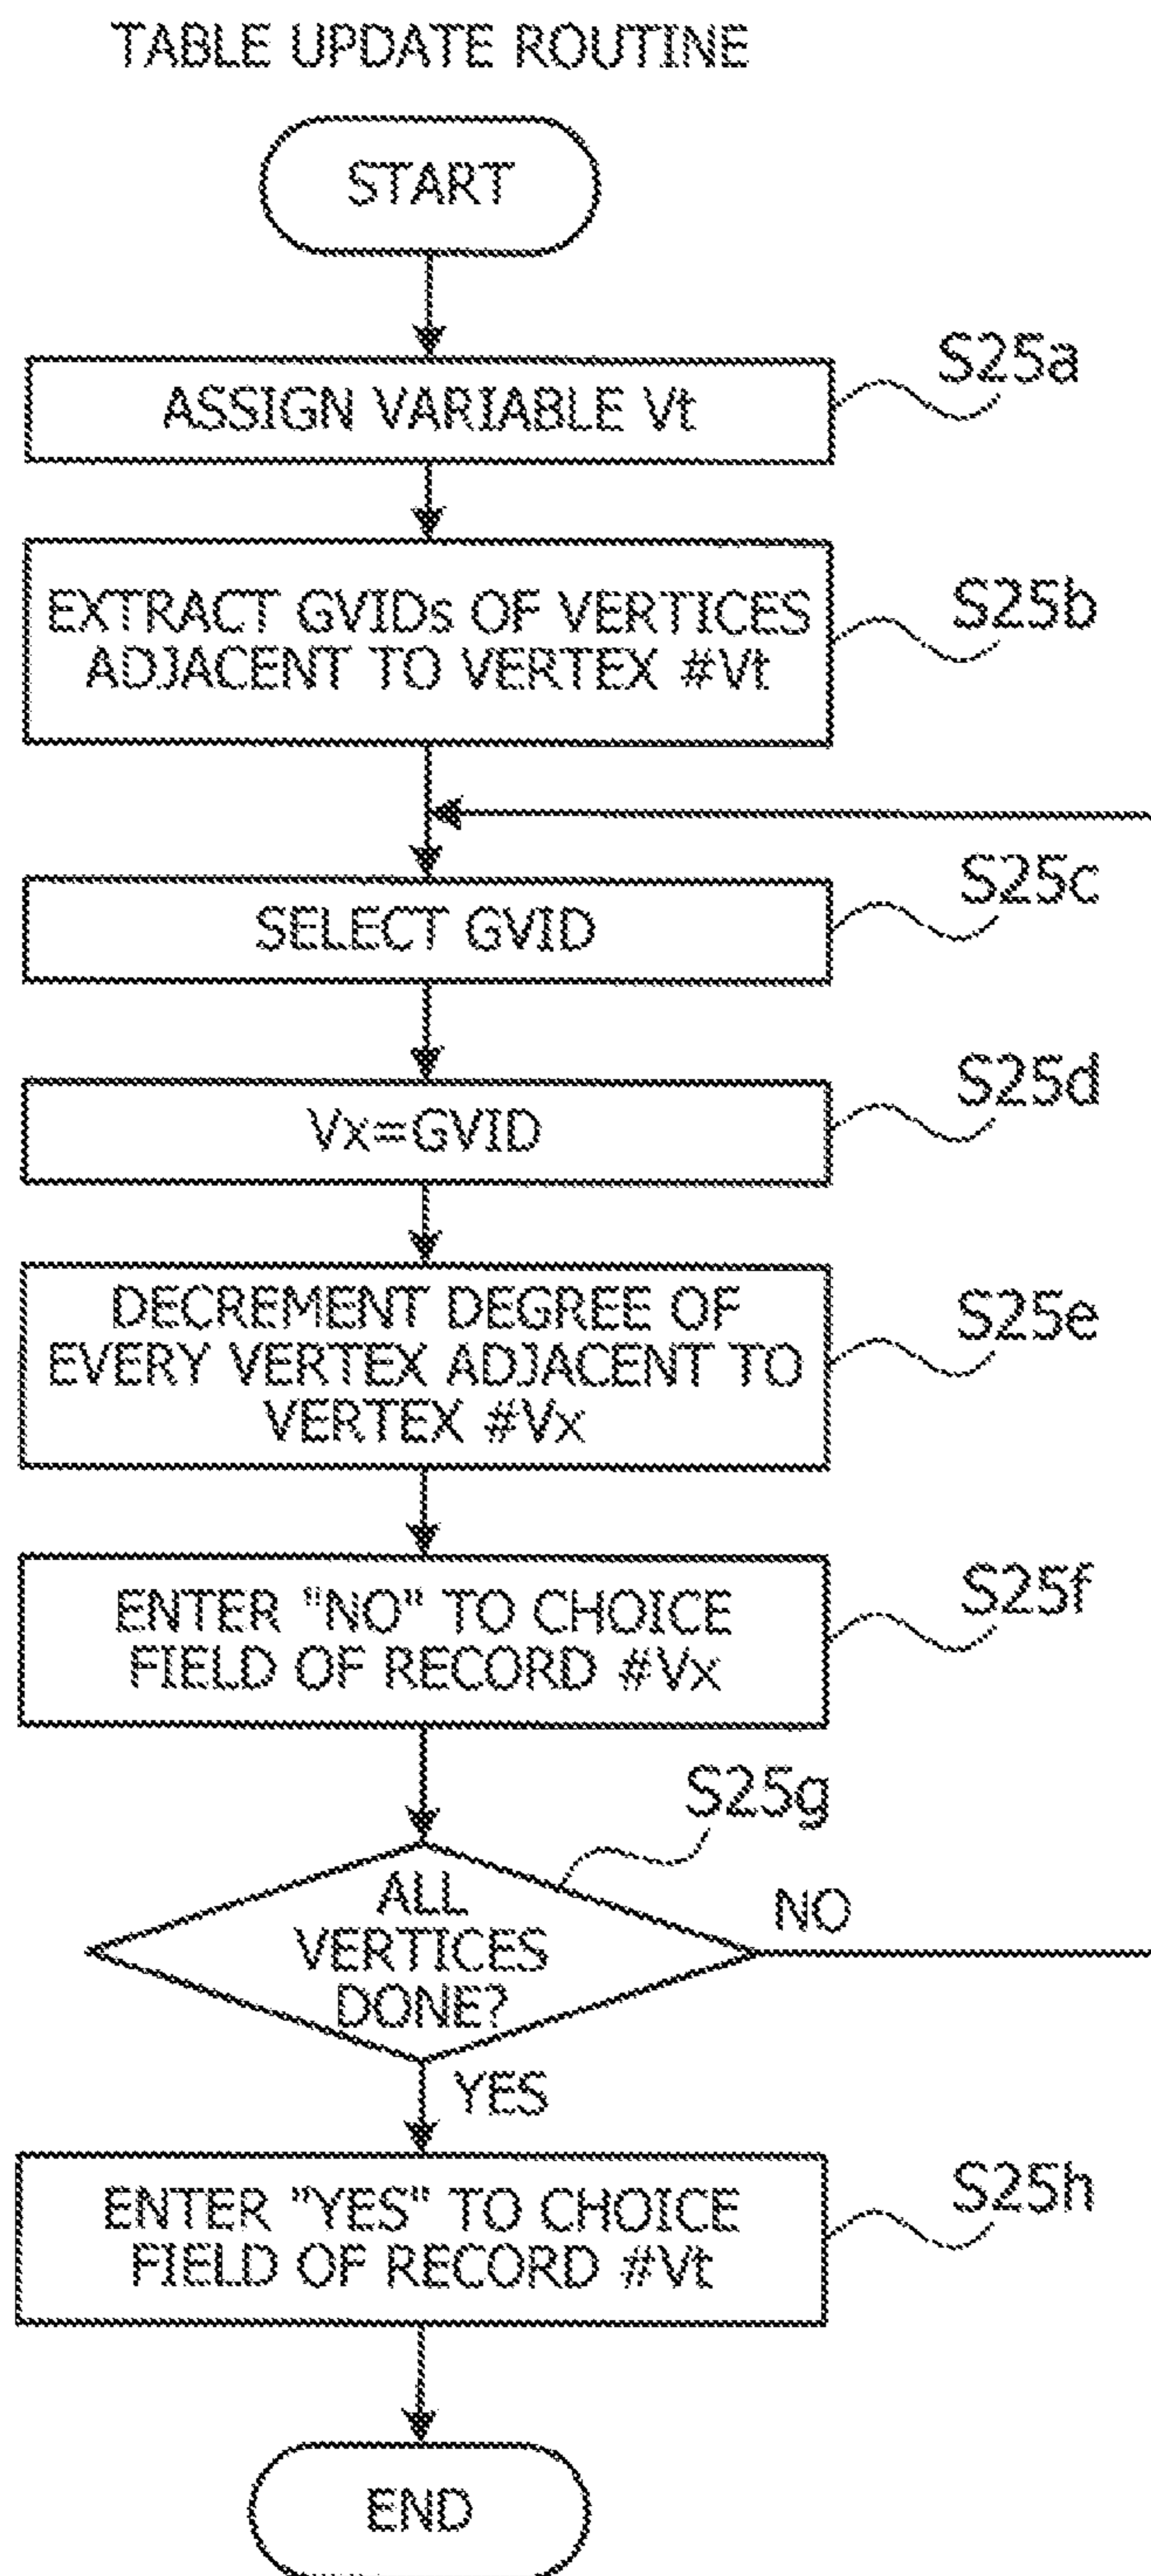 TABLE UPDATE ROUTINE
START
S25a
ASSIGN VARIABLE Vt
S25b
EXTRACT GVIDs OF VERTICES
ADJACENT TO VERTEX #Vt
S25c
SELECT GVID
S25d
Vx=GVID
S25e
DECREMENT DEGREE OF
EVERY VERTEX ADJACENT TO
VERTEX #Vx
S25f
ENTER "NO" TO CHOICE
FIELD OF RECORD #Vx
S25g
ALL
VERTICES
DONE?
NO
YES
S25h
ENTER "YES" TO CHOICE
FIELD OF RECORD #Vt
END